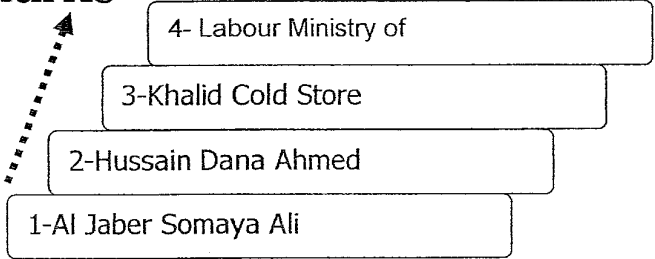 4- Labour Ministry of
3-Khalid Cold Store
2-Hussain Dana Ahmed
1-Al Jaber Somaya Ali